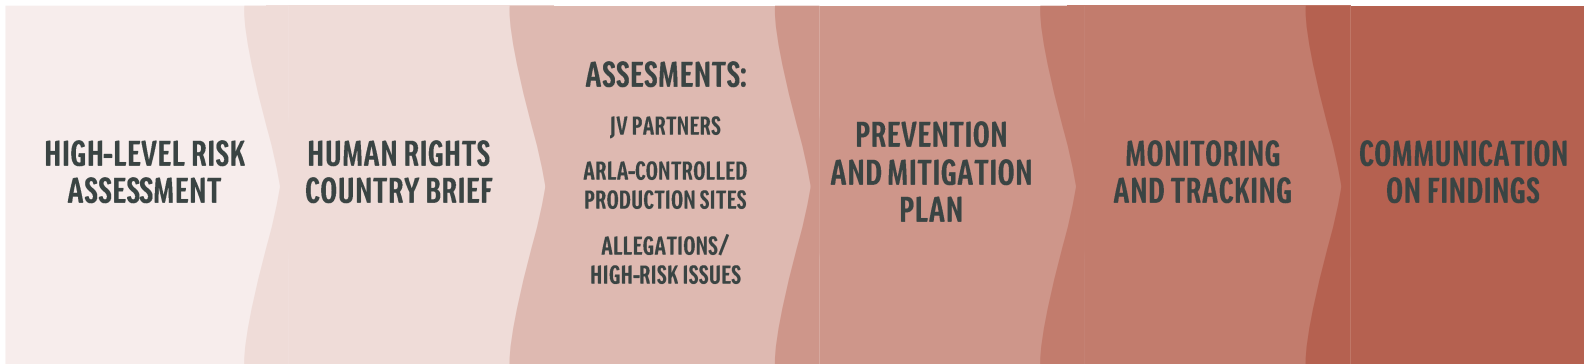 HIGH-LEVEL RISK
ASSESSMENT
HUMAN RIGHTS
COUNTRY BRIEF
ASSESMENTS:
JV PARTNERS
ARLA-CONTROLLED
PRODUCTION SITES
ALLEGATIONS/
HIGH-RISK ISSUES
PREVENTION
AND MITIGATION
PLAN
MONITORING
AND TRACKING
COMMUNICATION
ON FINDINGS